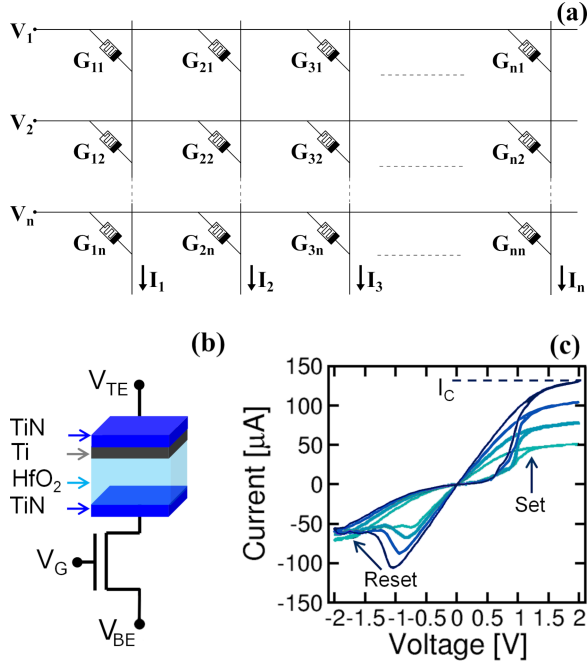 (a)
V1
G11 G21 G31 Gn1
V2
G12 G22 G32 Gn2
Vn
G1n G2n G3n Gnn
I1 I2 I3 In
(b)
VTE
TiN
Ti
HfO2
TiN
VG
VBE
(c)
150
100
50
0
-50
-100
-150
Current [μA]
IC
Set
Reset
-2 -1.5 -1 -0.5 0 0.5 1 1.5 2
Voltage [V]